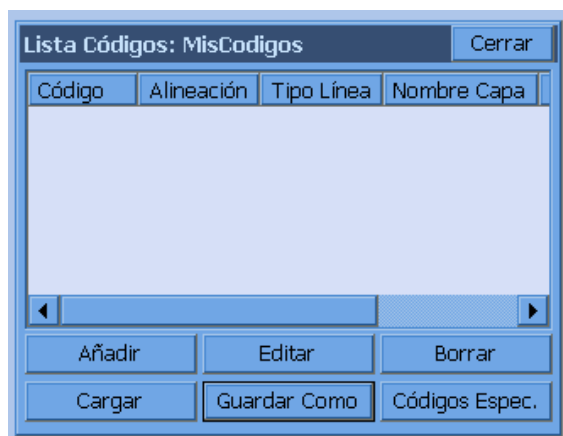 Lista Códigos: MisCodigos Cerrar
Código Alineación Tipo Línea Nombre Capa
Añadir Editar Borrar
Cargar Guardar Como Códigos Espec.